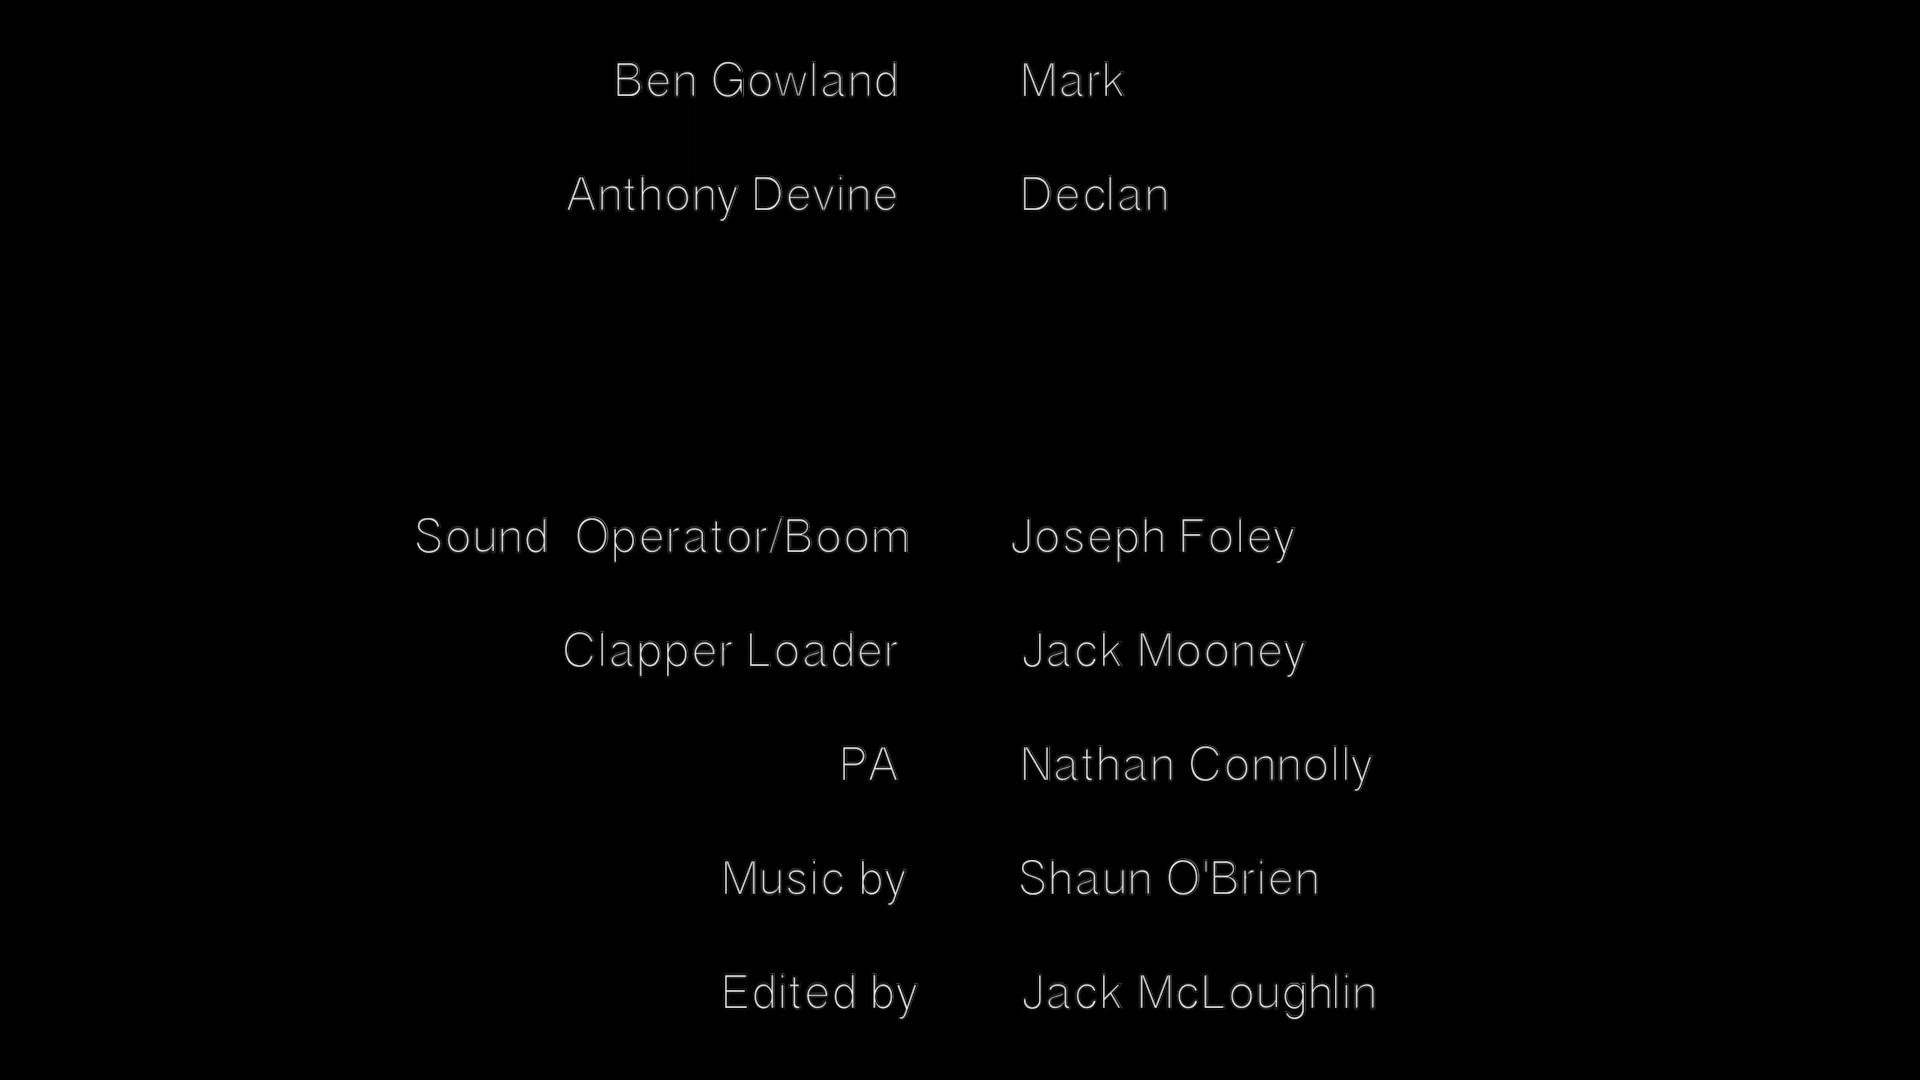 Ben Gowland Mark
Anthony Devine Declan
Sound Operator/Boom Joseph Foley
Clapper Loader Jack Mooney
PA Nathan Connolly
Music by Shaun O'Brien
Edited by Jack McLoughlin